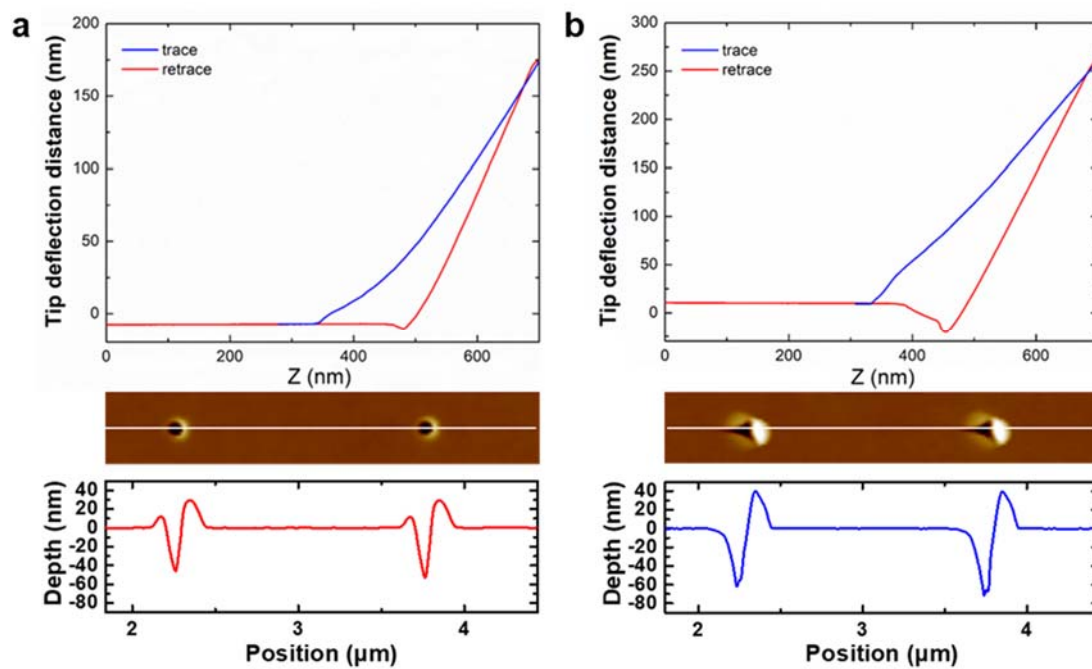 a
200
150
100
50
0
Tip deflection distance (nm)
trace
retrace
0 200 400 600
Z (nm)
40
20
0
-20
-40
-60
-80
Depth (nm)
2 3 4
Position (µm)
b
300
250
200
150
100
50
0
Tip deflection distance (nm)
trace
retrace
0 200 400 600
Z (nm)
40
20
0
-20
-40
-60
-80
Depth (nm)
2 3 4
Position (µm)